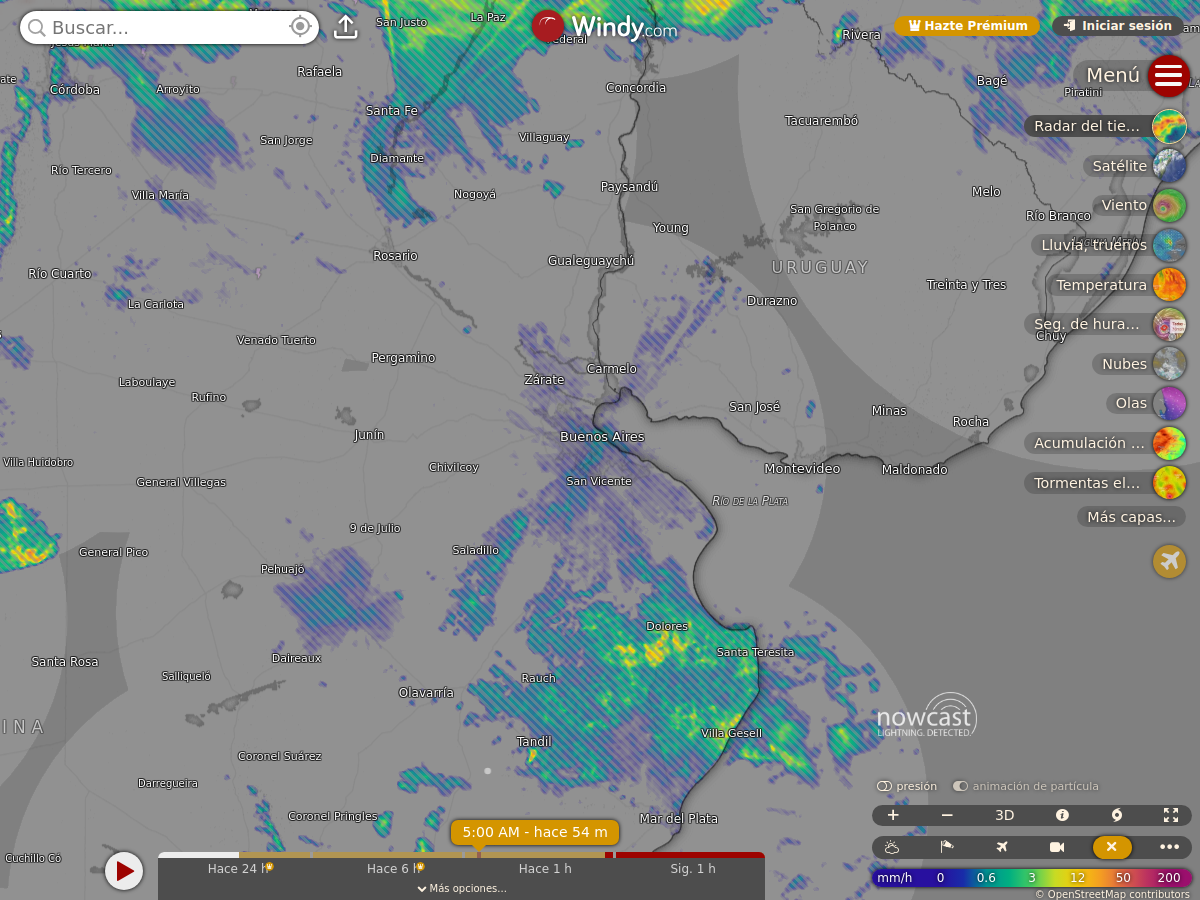 Buscar...
San Justo
La Paz
Federal
Windy.com
Rivera
Hazte Prémium
Iniciar sesión
Jesús María
Rafaela
Córdoba
Arroyito
Concordia
Bagé
Menú
Piratini
Santa Fe
Tacuarembó
Radar del tie...
San Jorge
Villaguay
Diamante
Río Tercero
Satélite
Villa Maria
Nogoyá
Paysandú
Melo
Viento
San Gregorio de
Polanco
Río Branco
Young
Lluvia, truenos
Rosario
Gualeguaychú
URUGUAY
Río Cuarto
Treinta y Tres
Temperatura
La Carlota
Durazno
Seg. de hura...
Chuy
Venado Tuerto
Pergamino
Nubes
Laboulaye
Rufino
Zárate
Carmelo
Olas
San José
Minas
Rocha
Junín
Buenos Aires
Acumulación ...
Villa Huidobro
Chivilcoy
Montevideo
Maldonado
General Villegas
San Vicente
Tormentas el...
Río de la Plata
Más capas...
9 de Julio
General Pico
Saladillo
Pehuajó
Dolores
Santa Rosa
Daireaux
Santa Teresita
Salliqueló
Rauch
Olavarría
INA
nowcast
LIGHTNING. DETECTED.
Villa Gesell
Tandil
Coronel Suárez
Darregueira
presión
animación de partícula
Coronel Pringles
Mar del Plata
+ − 3D
5:00 AM - hace 54 m
Cuchillo Có
Hace 24 h
Hace 6 h
Hace 1 h
Sig. 1 h
mm/h 0 0.6 3 12 50 200
Más opciones...
© OpenStreetMap contributors